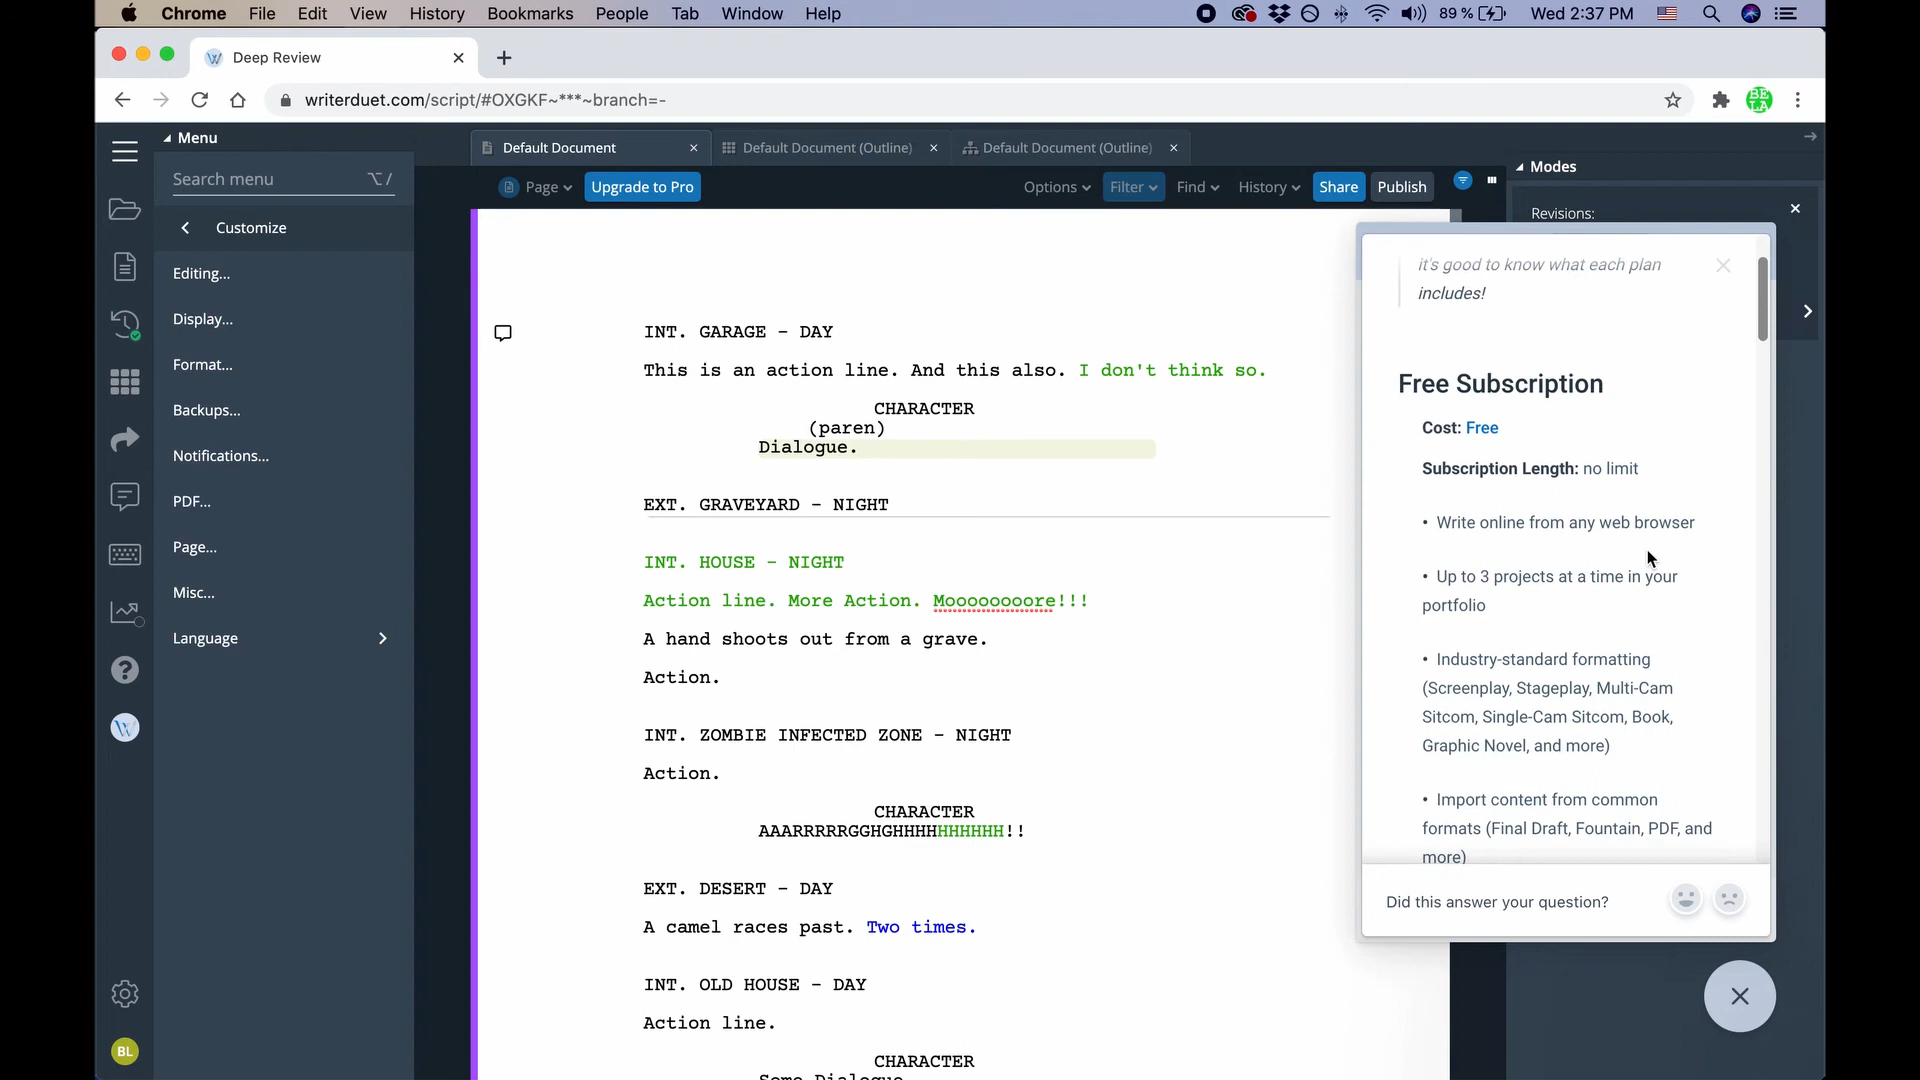 Chrome File Edit View History Bookmarks People Tab Window Help
89 % Wed 2:37 PM
Deep Review
writerduet.com/script/#OXGKF~***~branch=-
BE
LA
Menu
Search menu
⌥ /
Customize
Editing...
Display...
Format...
Backups...
Notifications...
PDF...
Page...
Misc...
Language
W
BL
Default Document
Default Document (Outline)
Default Document (Outline)
Page
Upgrade to Pro
Options
Filter
Find
History
Share
Publish
INT. GARAGE - DAY
This is an action line. And this also. I don't think so.
CHARACTER
(paren)
Dialogue.
EXT. GRAVEYARD - NIGHT
INT. HOUSE - NIGHT
Action line. More Action. Mooooooooore!!!
A hand shoots out from a grave.
Action.
INT. ZOMBIE INFECTED ZONE - NIGHT
Action.
CHARACTER
AAARRRRRGGHGHHHHHHHHHH!!
EXT. DESERT - DAY
A camel races past. Two times.
INT. OLD HOUSE - DAY
Action line.
CHARACTER
Some Dialogue
Modes
Revisions:
it's good to know what each plan
includes!
Free Subscription
Cost: Free
Subscription Length: no limit
• Write online from any web browser
• Up to 3 projects at a time in your
portfolio
• Industry-standard formatting
(Screenplay, Stageplay, Multi-Cam
Sitcom, Single-Cam Sitcom, Book,
Graphic Novel, and more)
• Import content from common
formats (Final Draft, Fountain, PDF, and
more)
Did this answer your question?